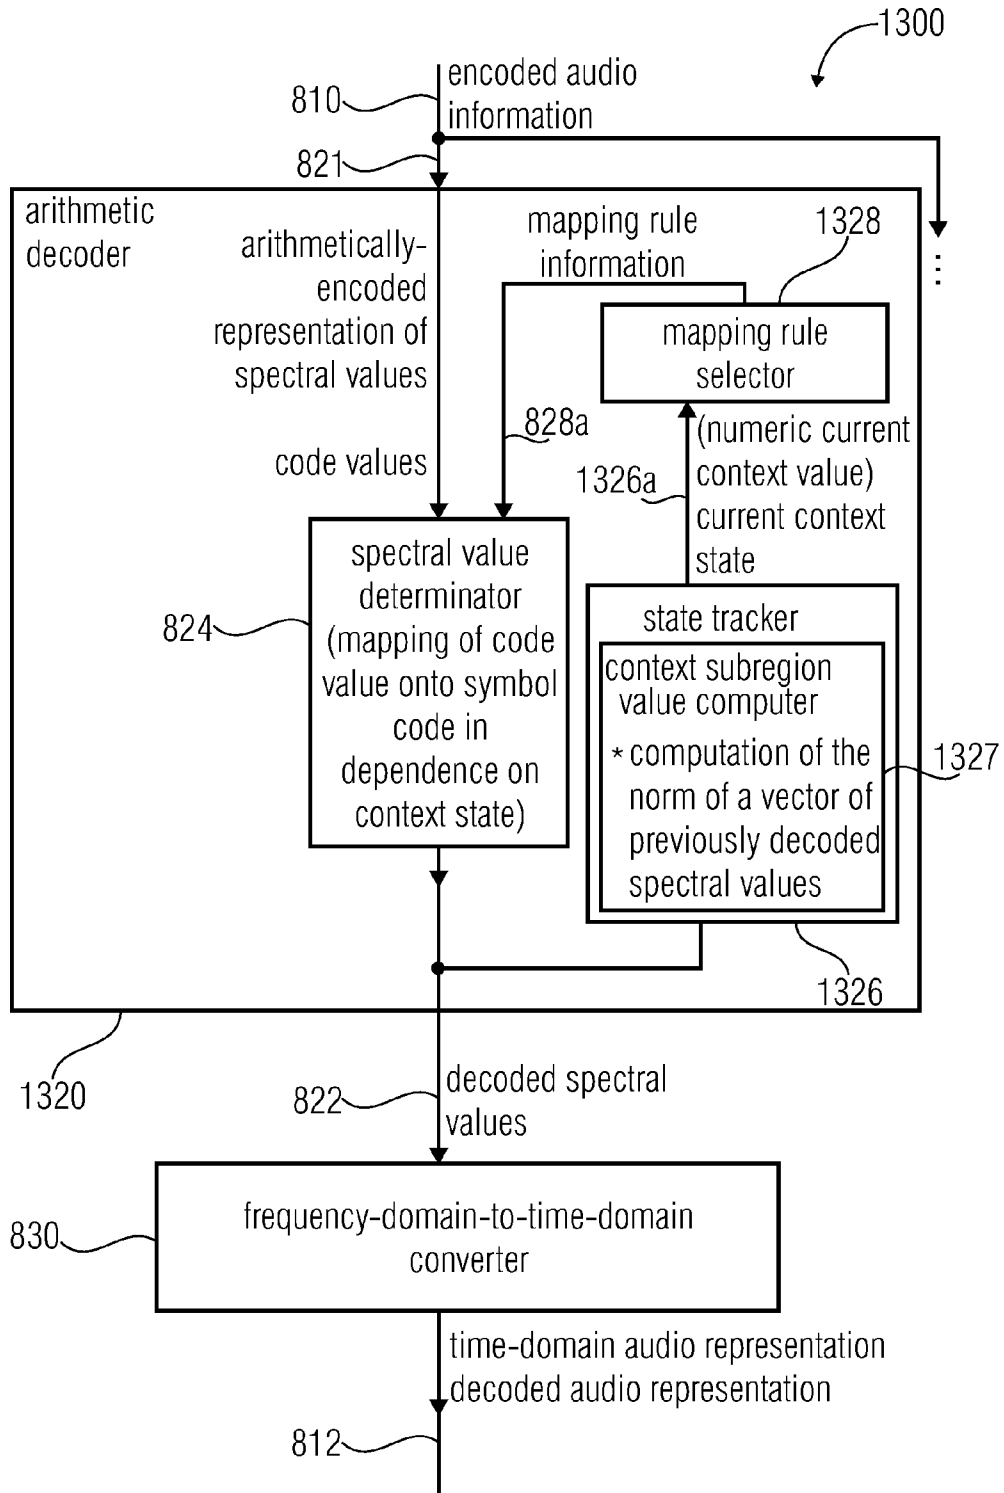 1300
encoded audio
information
810
821
arithmetic
decoder
arithmetically-
encoded
representation of
spectral values
code values
mapping rule
information
1328
...
mapping rule
selector
828a
1326a
(numeric current
context value)
current context
state
spectral value
determinator
(mapping of code
value onto symbol
code in
dependence on
context state)
824
state tracker
context subregion
value computer
* computation of the
norm of a vector of
previously decoded
spectral values
1327
1326
1320
822
decoded spectral
values
830
frequency-domain-to-time-domain
converter
time-domain audio representation
decoded audio representation
812